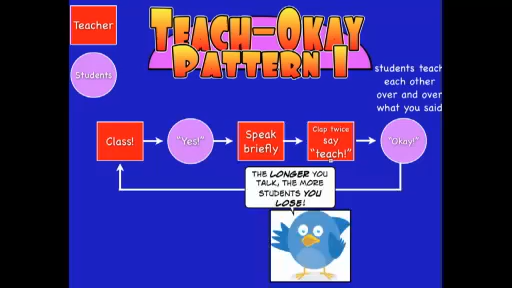 Teacher
TEACH-OKAY
PATTERN 1
Students
students teach
each other
over and over
what you said
Class!
"Yes!"
Speak
briefly
Clap twice
say
"teach!"
"Okay!"
THE LONGER YOU
TALK, THE MORE
STUDENTS YOU
LOSE!